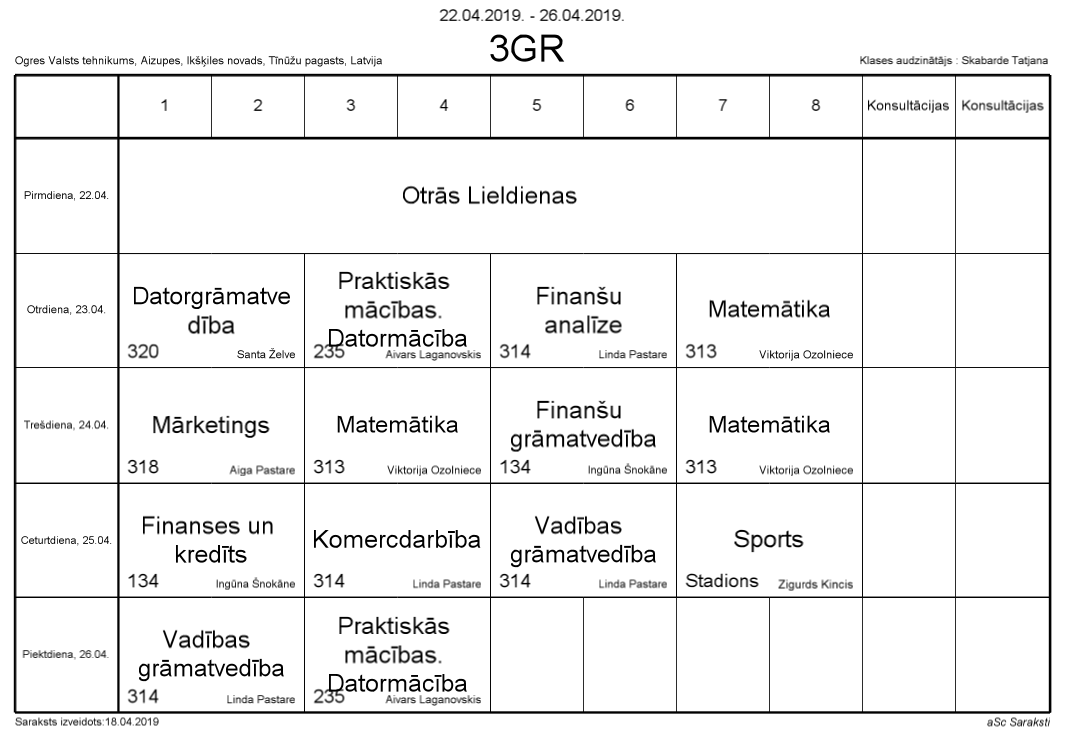 22.04.2019. - 26.04.2019.
3GR
Ogres Valsts tehnikums, Aizupes, Ikšķiles novads, Tīnūžu pagasts, Latvija
Klases audzinātājs : Skabarde Tatjana
1 2 3 4 5 6 7 8 Konsultācijas Konsultācijas
Pirmdiena, 22.04.
Otrās Lieldienas
Otrdiena, 23.04.
Datorgrāmatve
dība
320 Santa Želve
Praktiskās
mācības.
Datormācība
235 Aivars Laganovskis
Finanšu
analīze
314 Linda Pastare
Matemātika
313 Viktorija Ozolniece
Trešdiena, 24.04.
Mārketings
318 Aiga Pastare
Matemātika
313 Viktorija Ozolniece
Finanšu
grāmatvedība
134 Ingūna Šnokāne
Matemātika
313 Viktorija Ozolniece
Ceturtdiena, 25.04.
Finanses un
kredīts
134 Ingūna Šnokāne
Komercdarbība
314 Linda Pastare
Vadības
grāmatvedība
314 Linda Pastare
Sports
Stadions Zigurds Kincis
Piektdiena, 26.04.
Vadības
grāmatvedība
314 Linda Pastare
Praktiskās
mācības.
Datormācība
235 Aivars Laganovskis
Saraksts izveidots:18.04.2019
aSc Saraksti